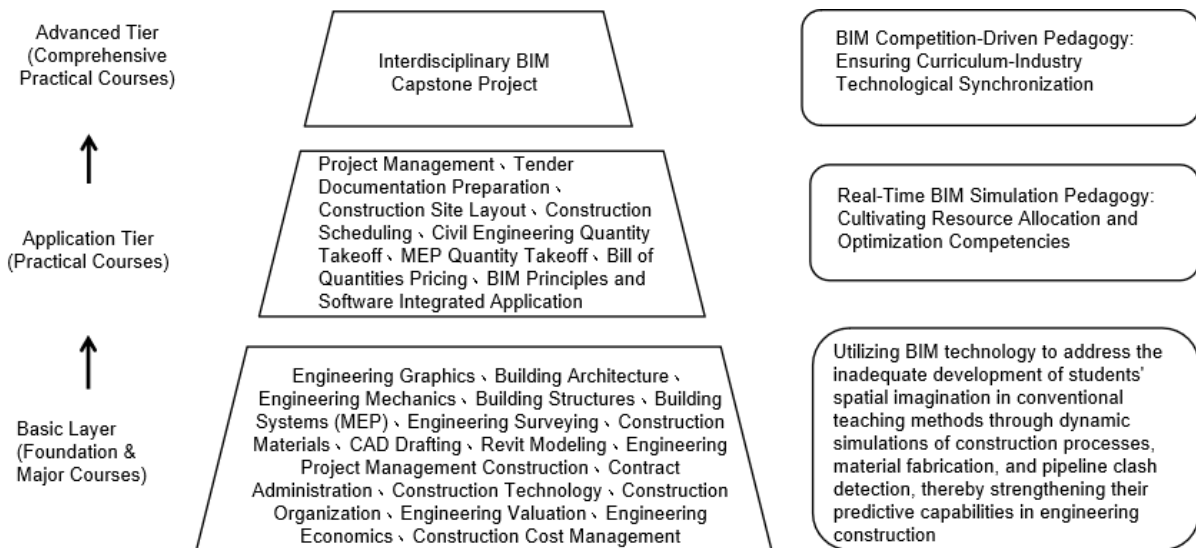 Advanced Tier
(Comprehensive
Practical Courses)
Interdisciplinary BIM
Capstone Project
BIM Competition-Driven Pedagogy:
Ensuring Curriculum-Industry
Technological Synchronization
Application Tier
(Practical Courses)
Project Management、Tender
Documentation Preparation、
Construction Site Layout、Construction
Scheduling、Civil Engineering Quantity
Takeoff、MEP Quantity Takeoff、Bill of
Quantities Pricing、BIM Principles and
Software Integrated Application
Real-Time BIM Simulation Pedagogy:
Cultivating Resource Allocation and
Optimization Competencies
Basic Layer
(Foundation &
Major Courses)
Engineering Graphics、Building Architecture、
Engineering Mechanics、Building Structures、Building
Systems (MEP)、Engineering Surveying、Construction
Materials、CAD Drafting、Revit Modeling、Engineering
Project Management Construction、Contract
Administration、Construction Technology、Construction
Organization、Engineering Valuation、Engineering
Economics、Construction Cost Management
Utilizing BIM technology to address the
inadequate development of students'
spatial imagination in conventional
teaching methods through dynamic
simulations of construction processes,
material fabrication, and pipeline clash
detection, thereby strengthening their
predictive capabilities in engineering
construction